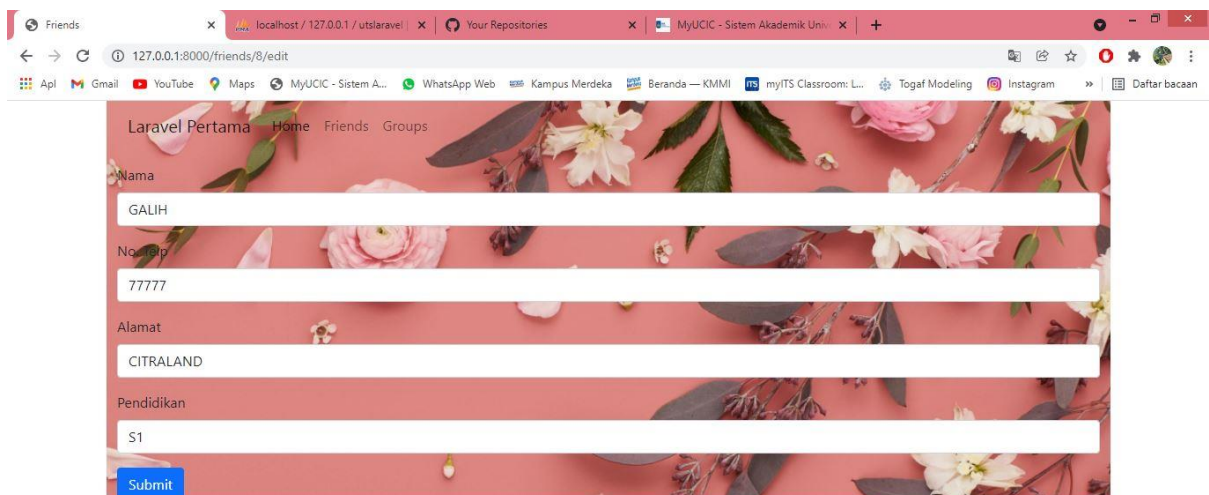 Friends
localhost / 127.0.0.1 / utslaravel |
Your Repositories
MyUCIC - Sistem Akademik Univ
127.0.0.1:8000/friends/8/edit
Apl Gmail YouTube Maps MyUCIC - Sistem A... WhatsApp Web Kampus Merdeka Beranda — KMMI myITS Classroom: L... Togaf Modeling Instagram » Daftar bacaan
Laravel Pertama Home Friends Groups
Nama
GALIH
No. Telp
77777
Alamat
CITRALAND
Pendidikan
S1
Submit